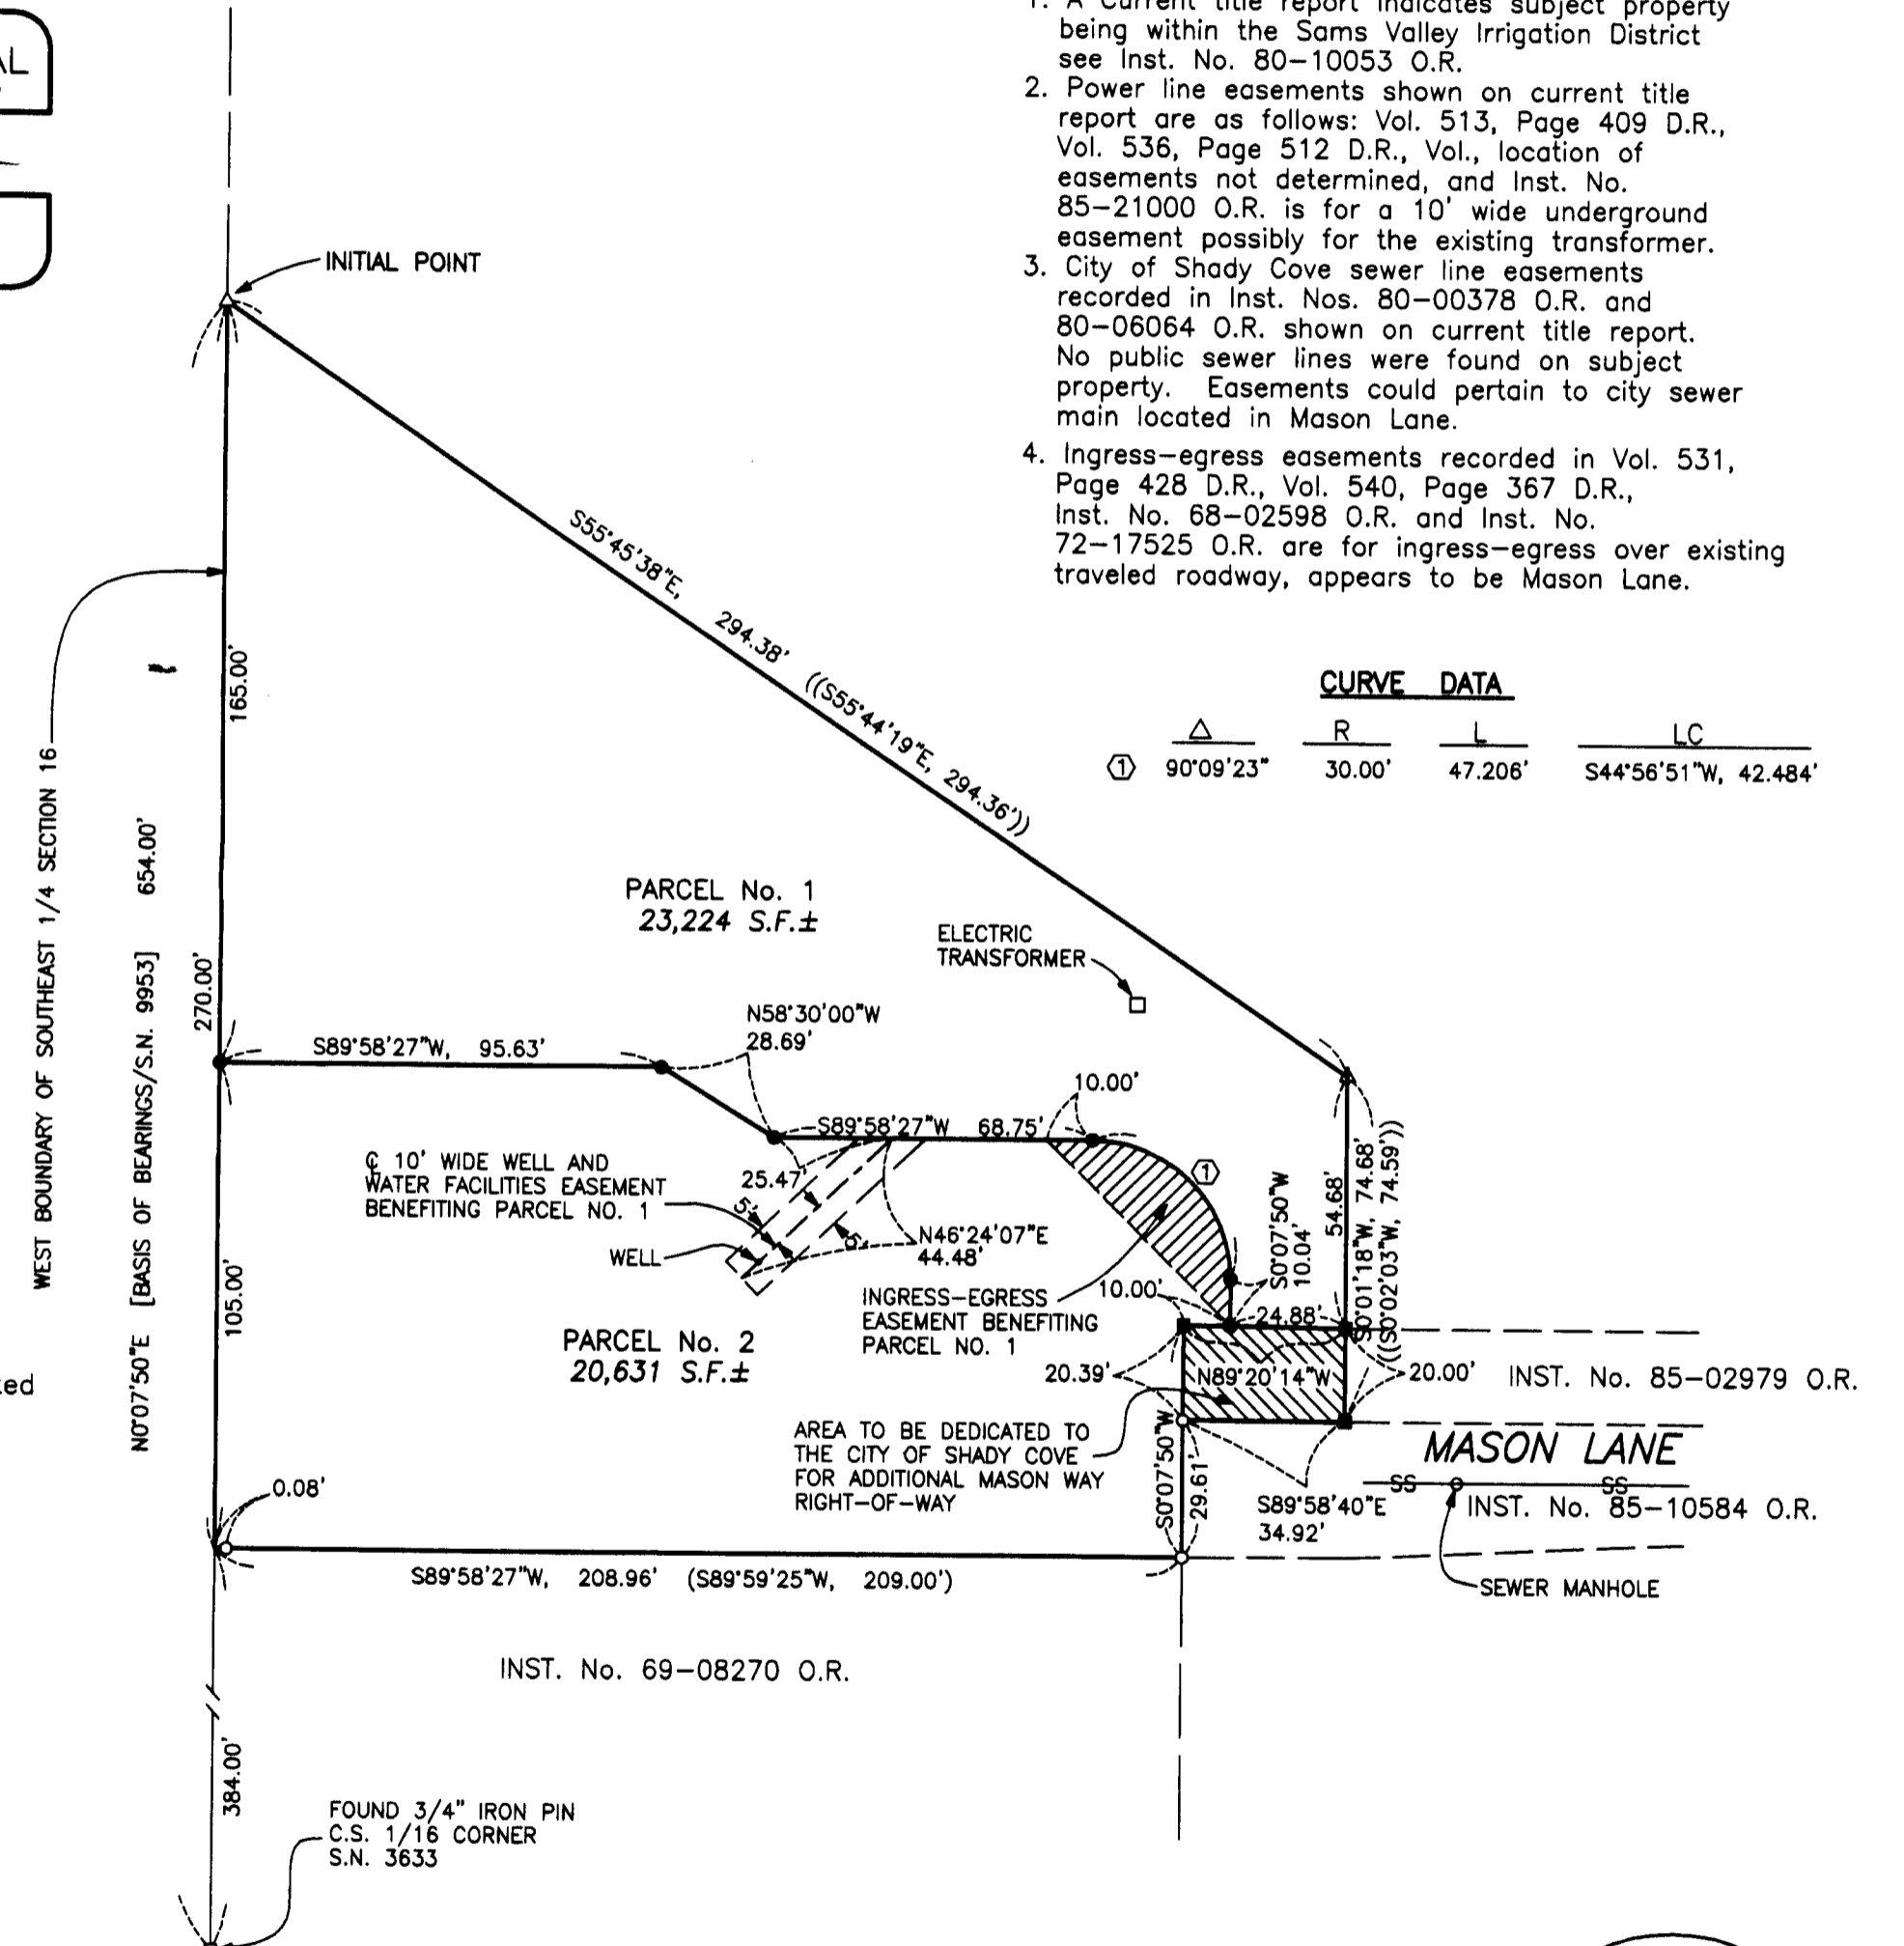 AL
1. A Current title report indicates subject property
being within the Sams Valley Irrigation District
see Inst. No. 80-10053 O.R.
2. Power line easements shown on current title
report are as follows: Vol. 513, Page 409 D.R.,
Vol. 536, Page 512 D.R., Vol., location of
easements not determined, and Inst. No.
85-21000 O.R. is for a 10' wide underground
easement possibly for the existing transformer.
3. City of Shady Cove sewer line easements
recorded in Inst. Nos. 80-00378 O.R. and
80-06064 O.R. shown on current title report.
No public sewer lines were found on subject
property. Easements could pertain to city sewer
main located in Mason Lane.
4. Ingress-egress easements recorded in Vol. 531,
Page 428 D.R., Vol. 540, Page 367 D.R.,
Inst. No. 68-02598 O.R. and Inst. No.
72-17525 O.R. are for ingress-egress over existing
traveled roadway, appears to be Mason Lane.
INITIAL POINT
S55°45'38"E, 294.38' ((S55°44'19"E, 294.36'))
165.00'
WEST BOUNDARY OF SOUTHEAST 1/4 SECTION 16
N0°07'50"E [BASIS OF BEARINGS/S.N. 9953] 654.00'
270.00'
CURVE DATA
△ R L LC
1 90°09'23" 30.00' 47.206' S44°56'51"W, 42.484'
PARCEL No. 1
23,224 S.F.±
ELECTRIC
TRANSFORMER
N58°30'00"W
28.69'
S89°58'27"W, 95.63'
10.00'
S89°58'27"W 68.75'
1
℄ 10' WIDE WELL AND
WATER FACILITIES EASEMENT
BENEFITING PARCEL NO. 1
25.47'
5'
5'
WELL
N46°24'07"E
44.48'
S0°07'50"W
10.04'
54.68'
S0°01'18"W, 74.68'
((S0°02'03"W, 74.59'))
105.00'
INGRESS-EGRESS
EASEMENT BENEFITING
PARCEL NO. 1
10.00'
24.88'
PARCEL No. 2
20,631 S.F.±
20.39'
N89°20'14"W
20.00'
INST. No. 85-02979 O.R.
ted
AREA TO BE DEDICATED TO
THE CITY OF SHADY COVE
FOR ADDITIONAL MASON WAY
RIGHT-OF-WAY
S0°07'50"W
29.61'
MASON LANE
SS SS
S89°58'40"E
34.92'
INST. No. 85-10584 O.R.
0.08'
S89°58'27"W, 208.96' (S89°59'25"W, 209.00')
SEWER MANHOLE
INST. No. 69-08270 O.R.
384.00'
FOUND 3/4" IRON PIN
C.S. 1/16 CORNER
S.N. 3633